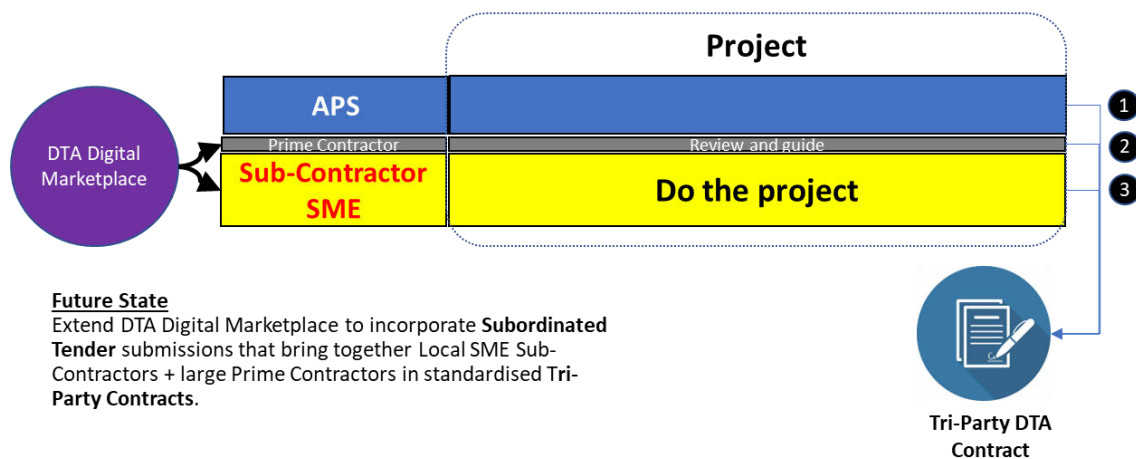 Project
APS
1
DTA Digital
Marketplace
Prime Contractor
Review and guide
2
Sub-Contractor
SME
Do the project
3
Future State
Extend DTA Digital Marketplace to incorporate Subordinated
Tender submissions that bring together Local SME Sub-
Contractors + large Prime Contractors in standardised Tri-
Party Contracts.
Tri-Party DTA
Contract